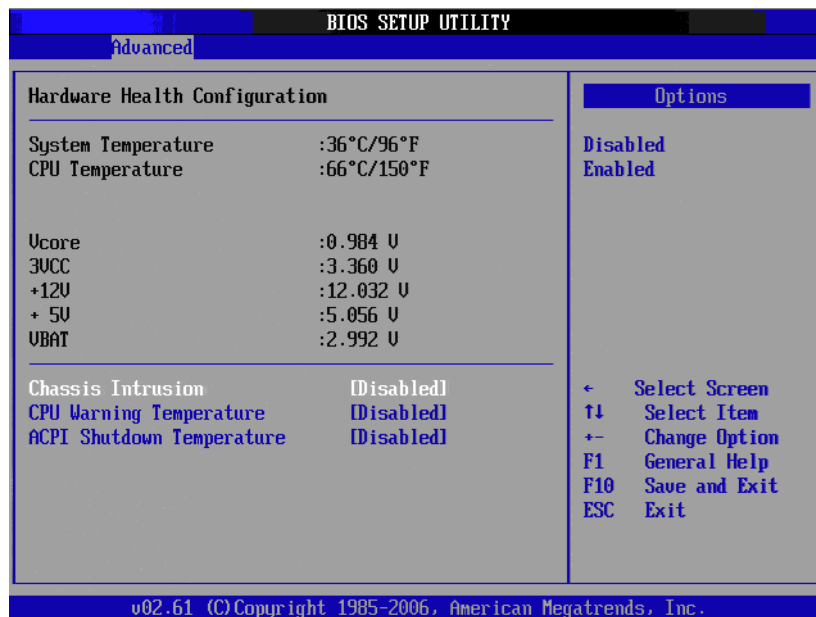 BIOS SETUP UTILITY
Advanced
Hardware Health Configuration
System Temperature :36°C/96°F
CPU Temperature :66°C/150°F
Vcore :0.984 V
3VCC :3.360 V
+12V :12.032 V
+ 5V :5.056 V
VBAT :2.992 V
Chassis Intrusion [Disabled]
CPU Warning Temperature [Disabled]
ACPI Shutdown Temperature [Disabled]
Options
Disabled
Enabled
← Select Screen
↑↓ Select Item
+- Change Option
F1 General Help
F10 Save and Exit
ESC Exit
v02.61 (C)Copyright 1985-2006, American Megatrends, Inc.